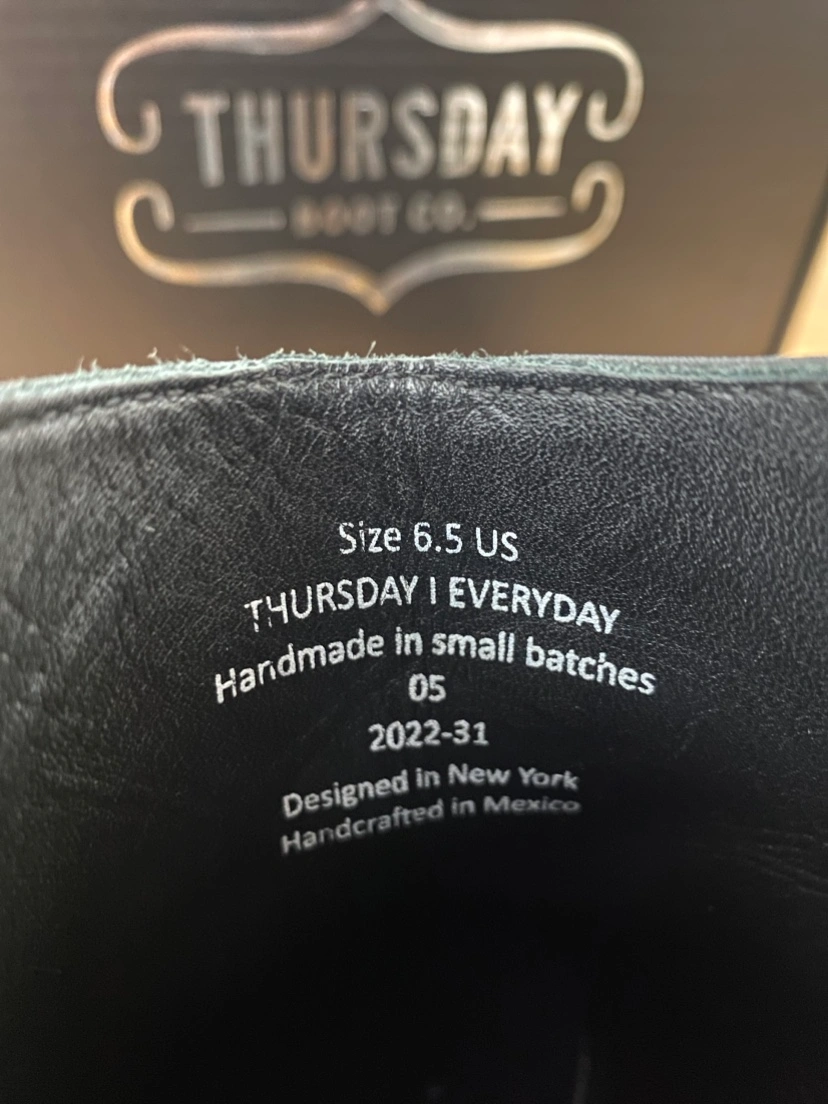 THURSDAY
BOOT CO.
Size 6.5 US
THURSDAY I EVERYDAY
Handmade in small batches
05
2022-31
Designed in New York
Handcrafted in Mexico